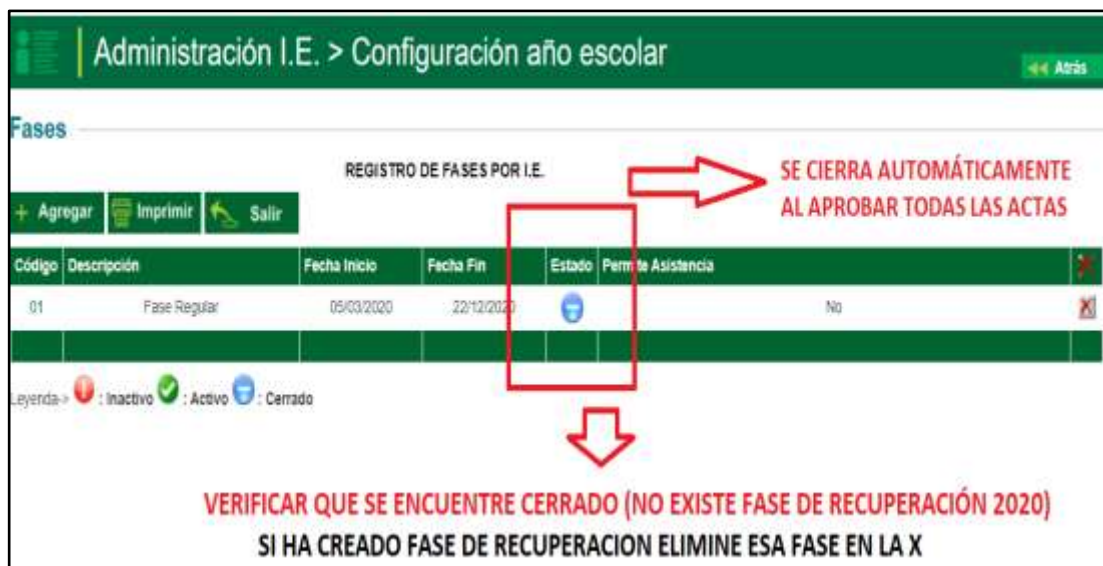 Administración I.E. > Configuración año escolar
Atrás
Fases
REGISTRO DE FASES POR I.E.
SE CIERRA AUTOMÁTICAMENTE
AL APROBAR TODAS LAS ACTAS
+ Agregar Imprimir Salir
Código Descripción Fecha Inicio Fecha Fin Estado Permite Asistencia
01 Fase Regular 05/03/2020 22/12/2020 No
Leyenda-> : Inactivo : Activo : Cerrado
VERIFICAR QUE SE ENCUENTRE CERRADO (NO EXISTE FASE DE RECUPERACIÓN 2020)
SI HA CREADO FASE DE RECUPERACION ELIMINE ESA FASE EN LA X